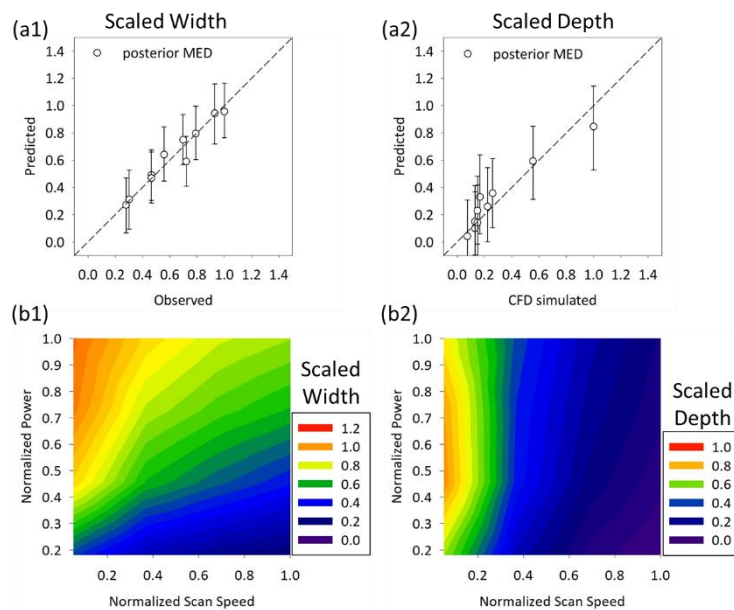 Scaled Width
Scaled Depth
(a1)
(a2)
1.4
1.2
1.0
0.8
0.6
0.4
0.2
0.0
Predicted
posterior MED
0.0 0.2 0.4 0.6 0.8 1.0 1.2 1.4
Observed
1.4
1.2
1.0
0.8
0.6
0.4
0.2
0.0
Predicted
posterior MED
0.0 0.2 0.4 0.6 0.8 1.0 1.2 1.4
CFD simulated
(b1)
(b2)
1.0
0.9
0.8
0.7
0.6
0.5
0.4
0.3
0.2
Normalized Power
0.2 0.4 0.6 0.8 1.0
Normalized Scan Speed
Scaled
Width
1.2
1.0
0.8
0.6
0.4
0.2
0.0
1.0
0.9
0.8
0.7
0.6
0.5
0.4
0.3
0.2
Normalized Power
0.2 0.4 0.6 0.8 1.0
Normalized Scan Speed
Scaled
Depth
1.0
0.8
0.6
0.4
0.2
0.0